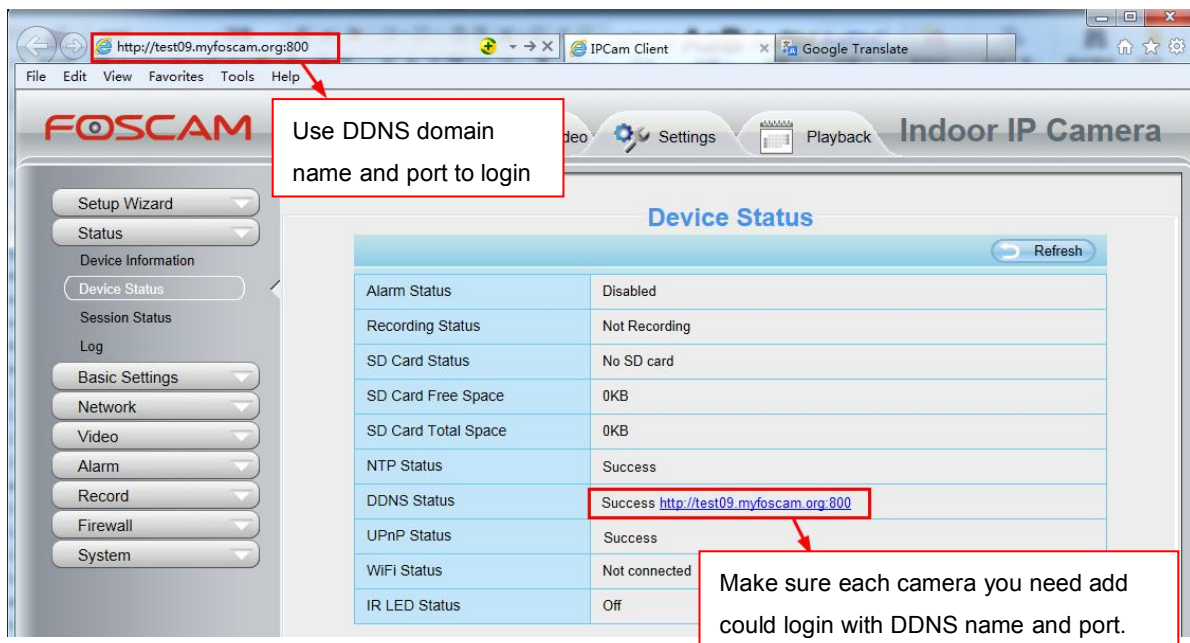 http://test09.myfoscam.org:800
IPCam Client
Google Translate
File Edit View Favorites Tools Help
FOSCAM
deo
Settings
Playback
Indoor IP Camera
Use DDNS domain
name and port to login
Setup Wizard
Status
Device Information
Device Status
Session Status
Log
Basic Settings
Network
Video
Alarm
Record
Firewall
System
Device Status
Refresh
Alarm Status Disabled
Recording Status Not Recording
SD Card Status No SD card
SD Card Free Space 0KB
SD Card Total Space 0KB
NTP Status Success
DDNS Status Success http://test09.myfoscam.org:800
UPnP Status Success
WiFi Status Not connected
IR LED Status Off
Make sure each camera you need add
could login with DDNS name and port.